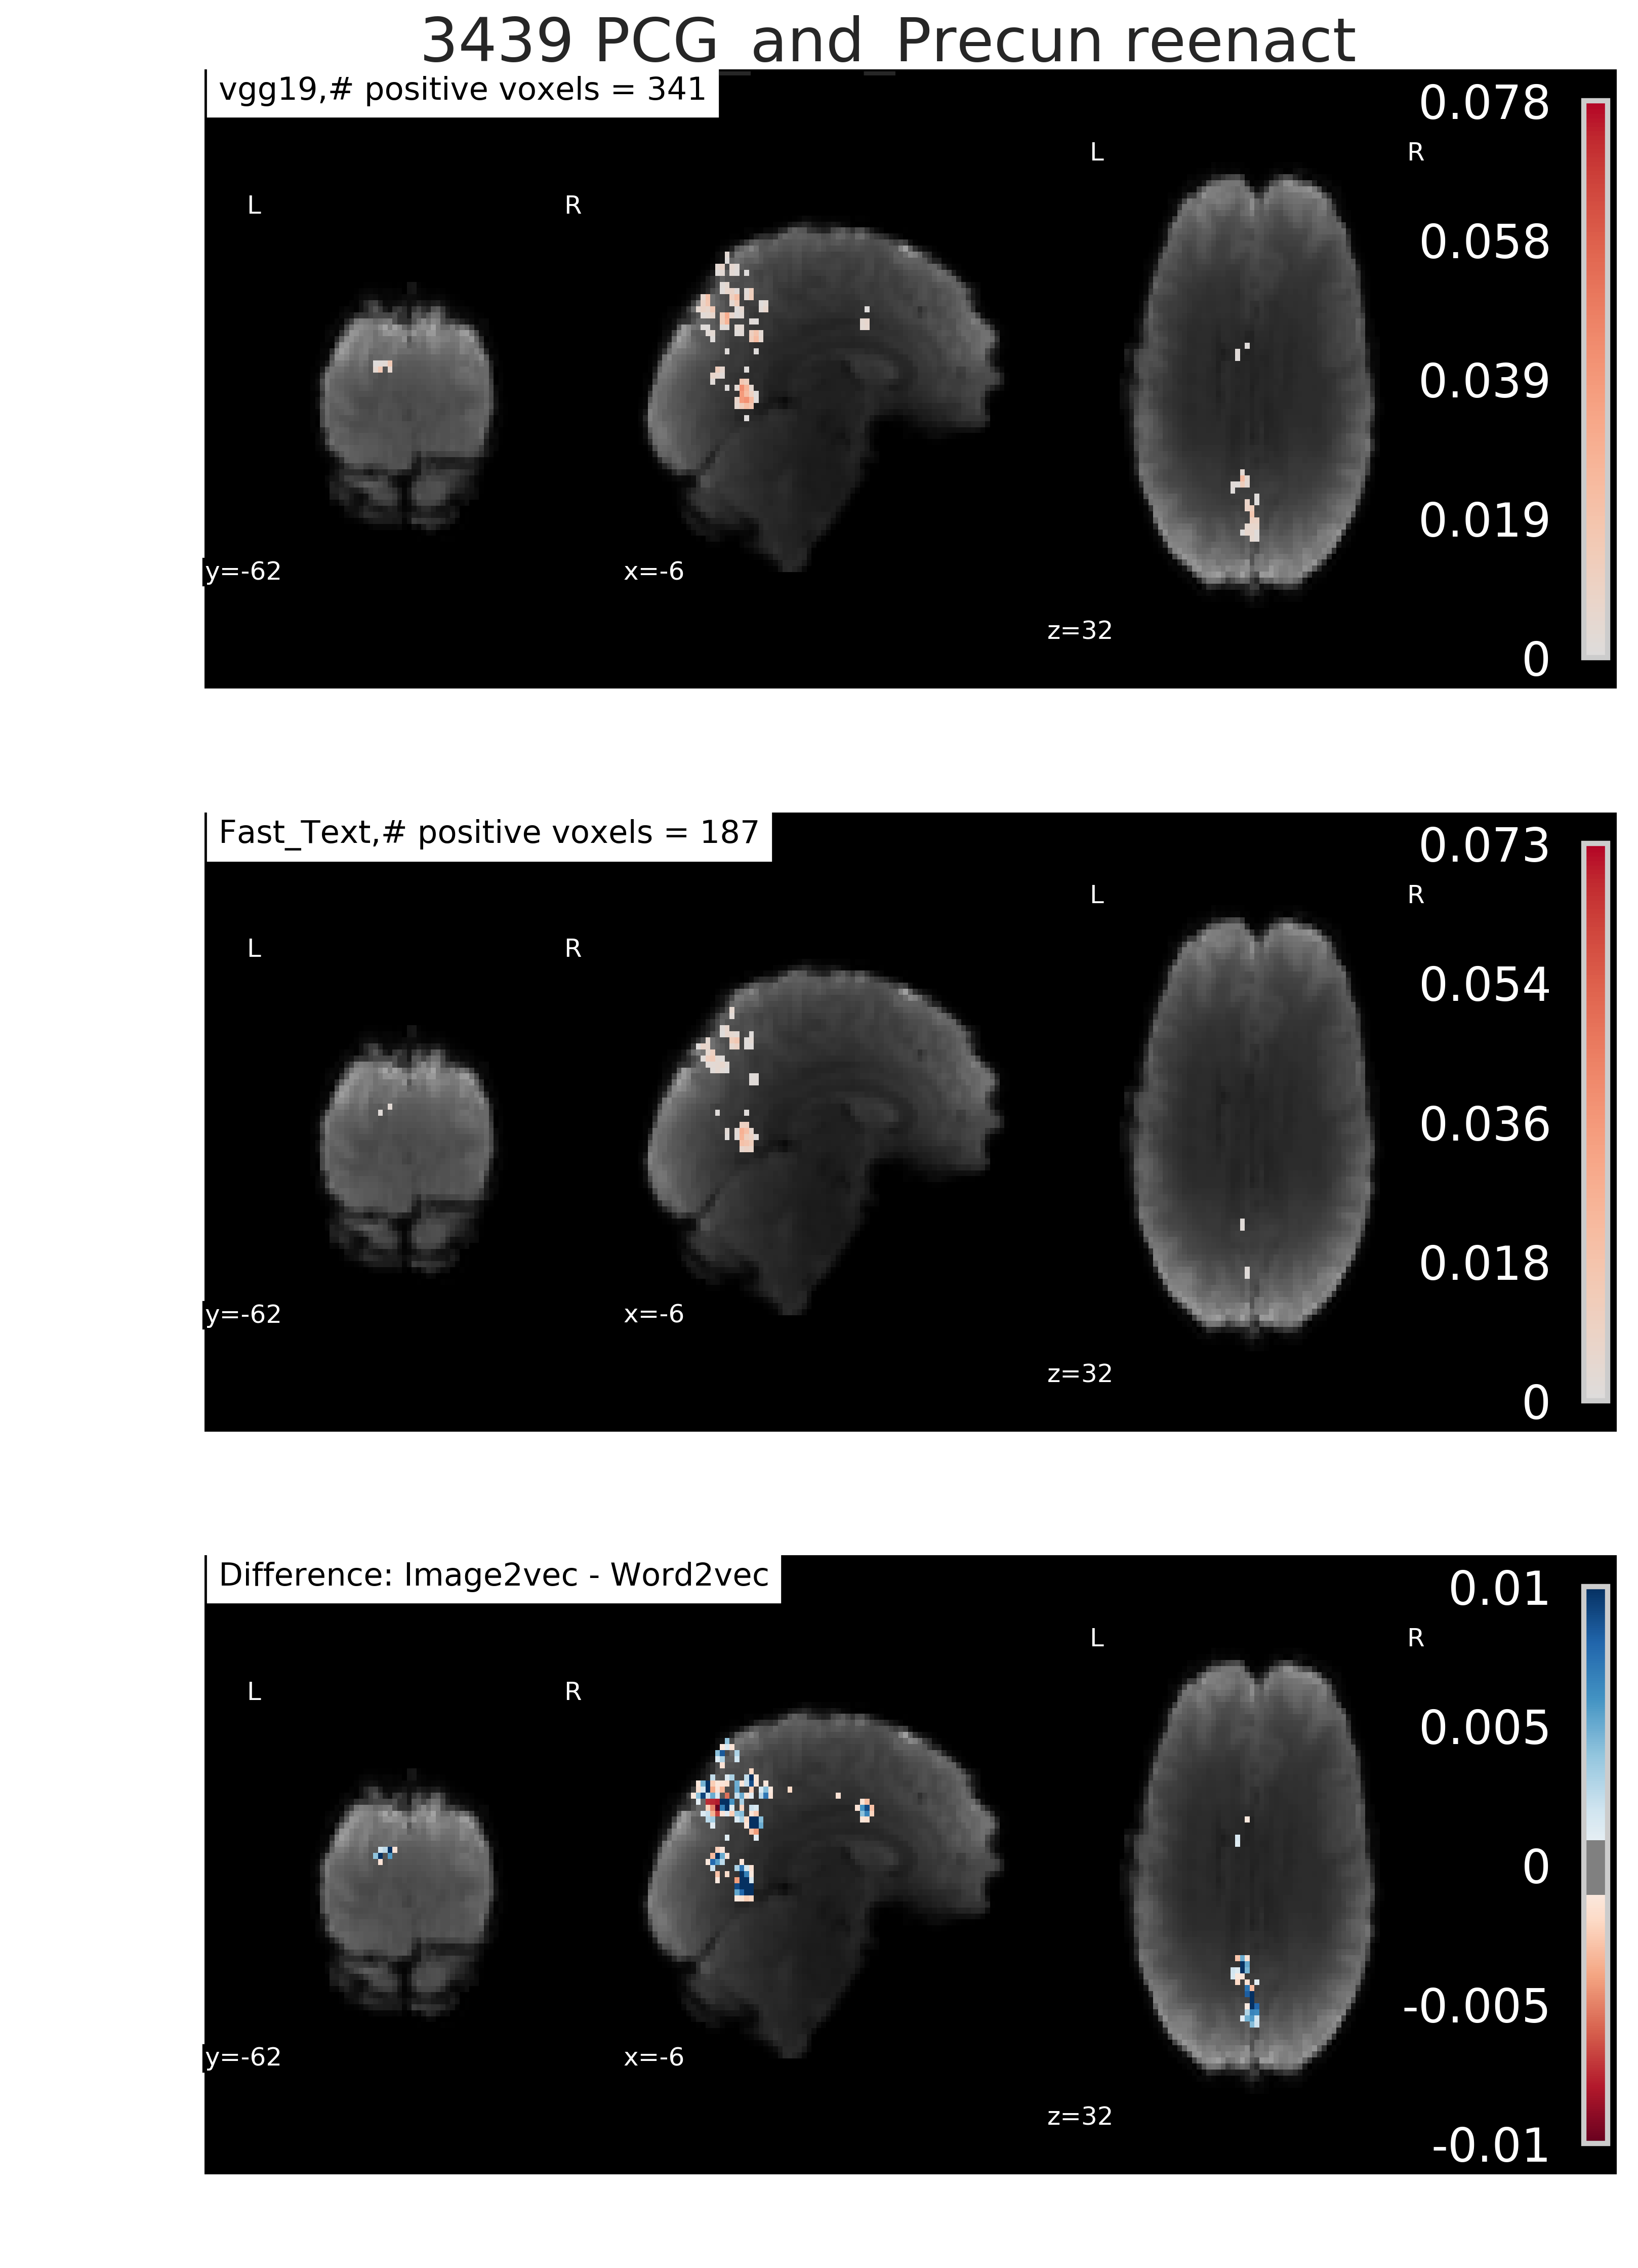 3439 PCG_and_Precun reenact
vgg19,# positive voxels = 341
0.078
L R
L R
0.058
0.039
0.019
y=-62
x=-6
z=32
0
Fast_Text,# positive voxels = 187
0.073
L R
L R
0.054
0.036
0.018
y=-62
x=-6
z=32
0
Difference: Image2vec - Word2vec
0.01
L R
L R
0.005
0
-0.005
y=-62
x=-6
z=32
-0.01